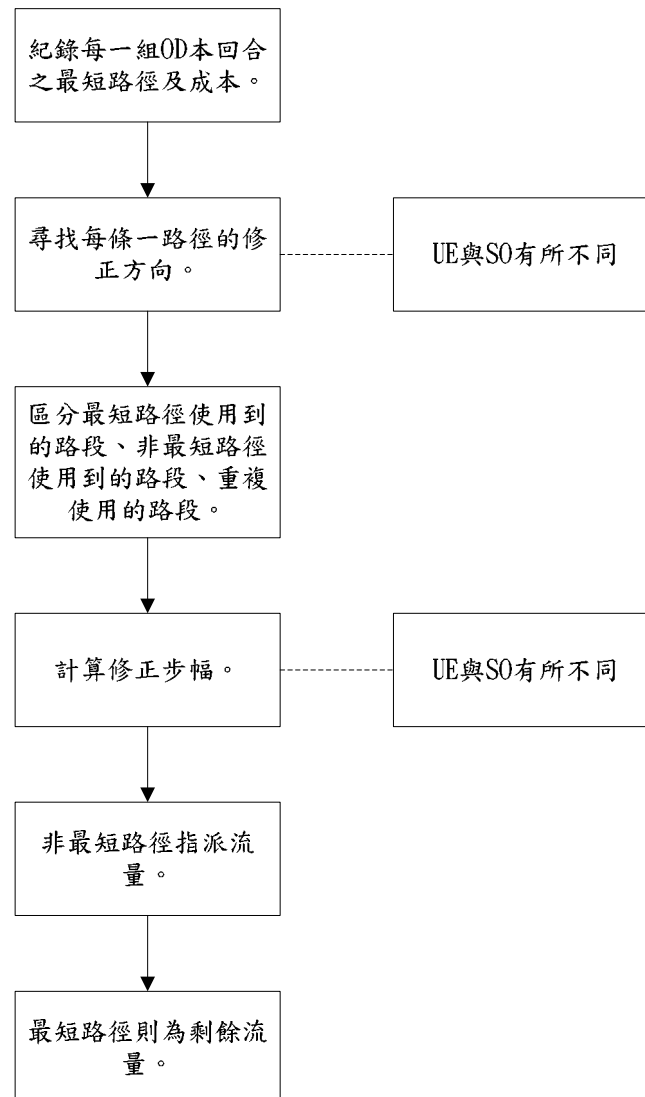 紀錄每一組OD本回合
之最短路徑及成本。
尋找每條一路徑的修
正方向。
UE與SO有所不同
區分最短路徑使用到
的路段、非最短路徑
使用到的路段、重複
使用的路段。
計算修正步幅。
UE與SO有所不同
非最短路徑指派流
量。
最短路徑則為剩餘流
量。